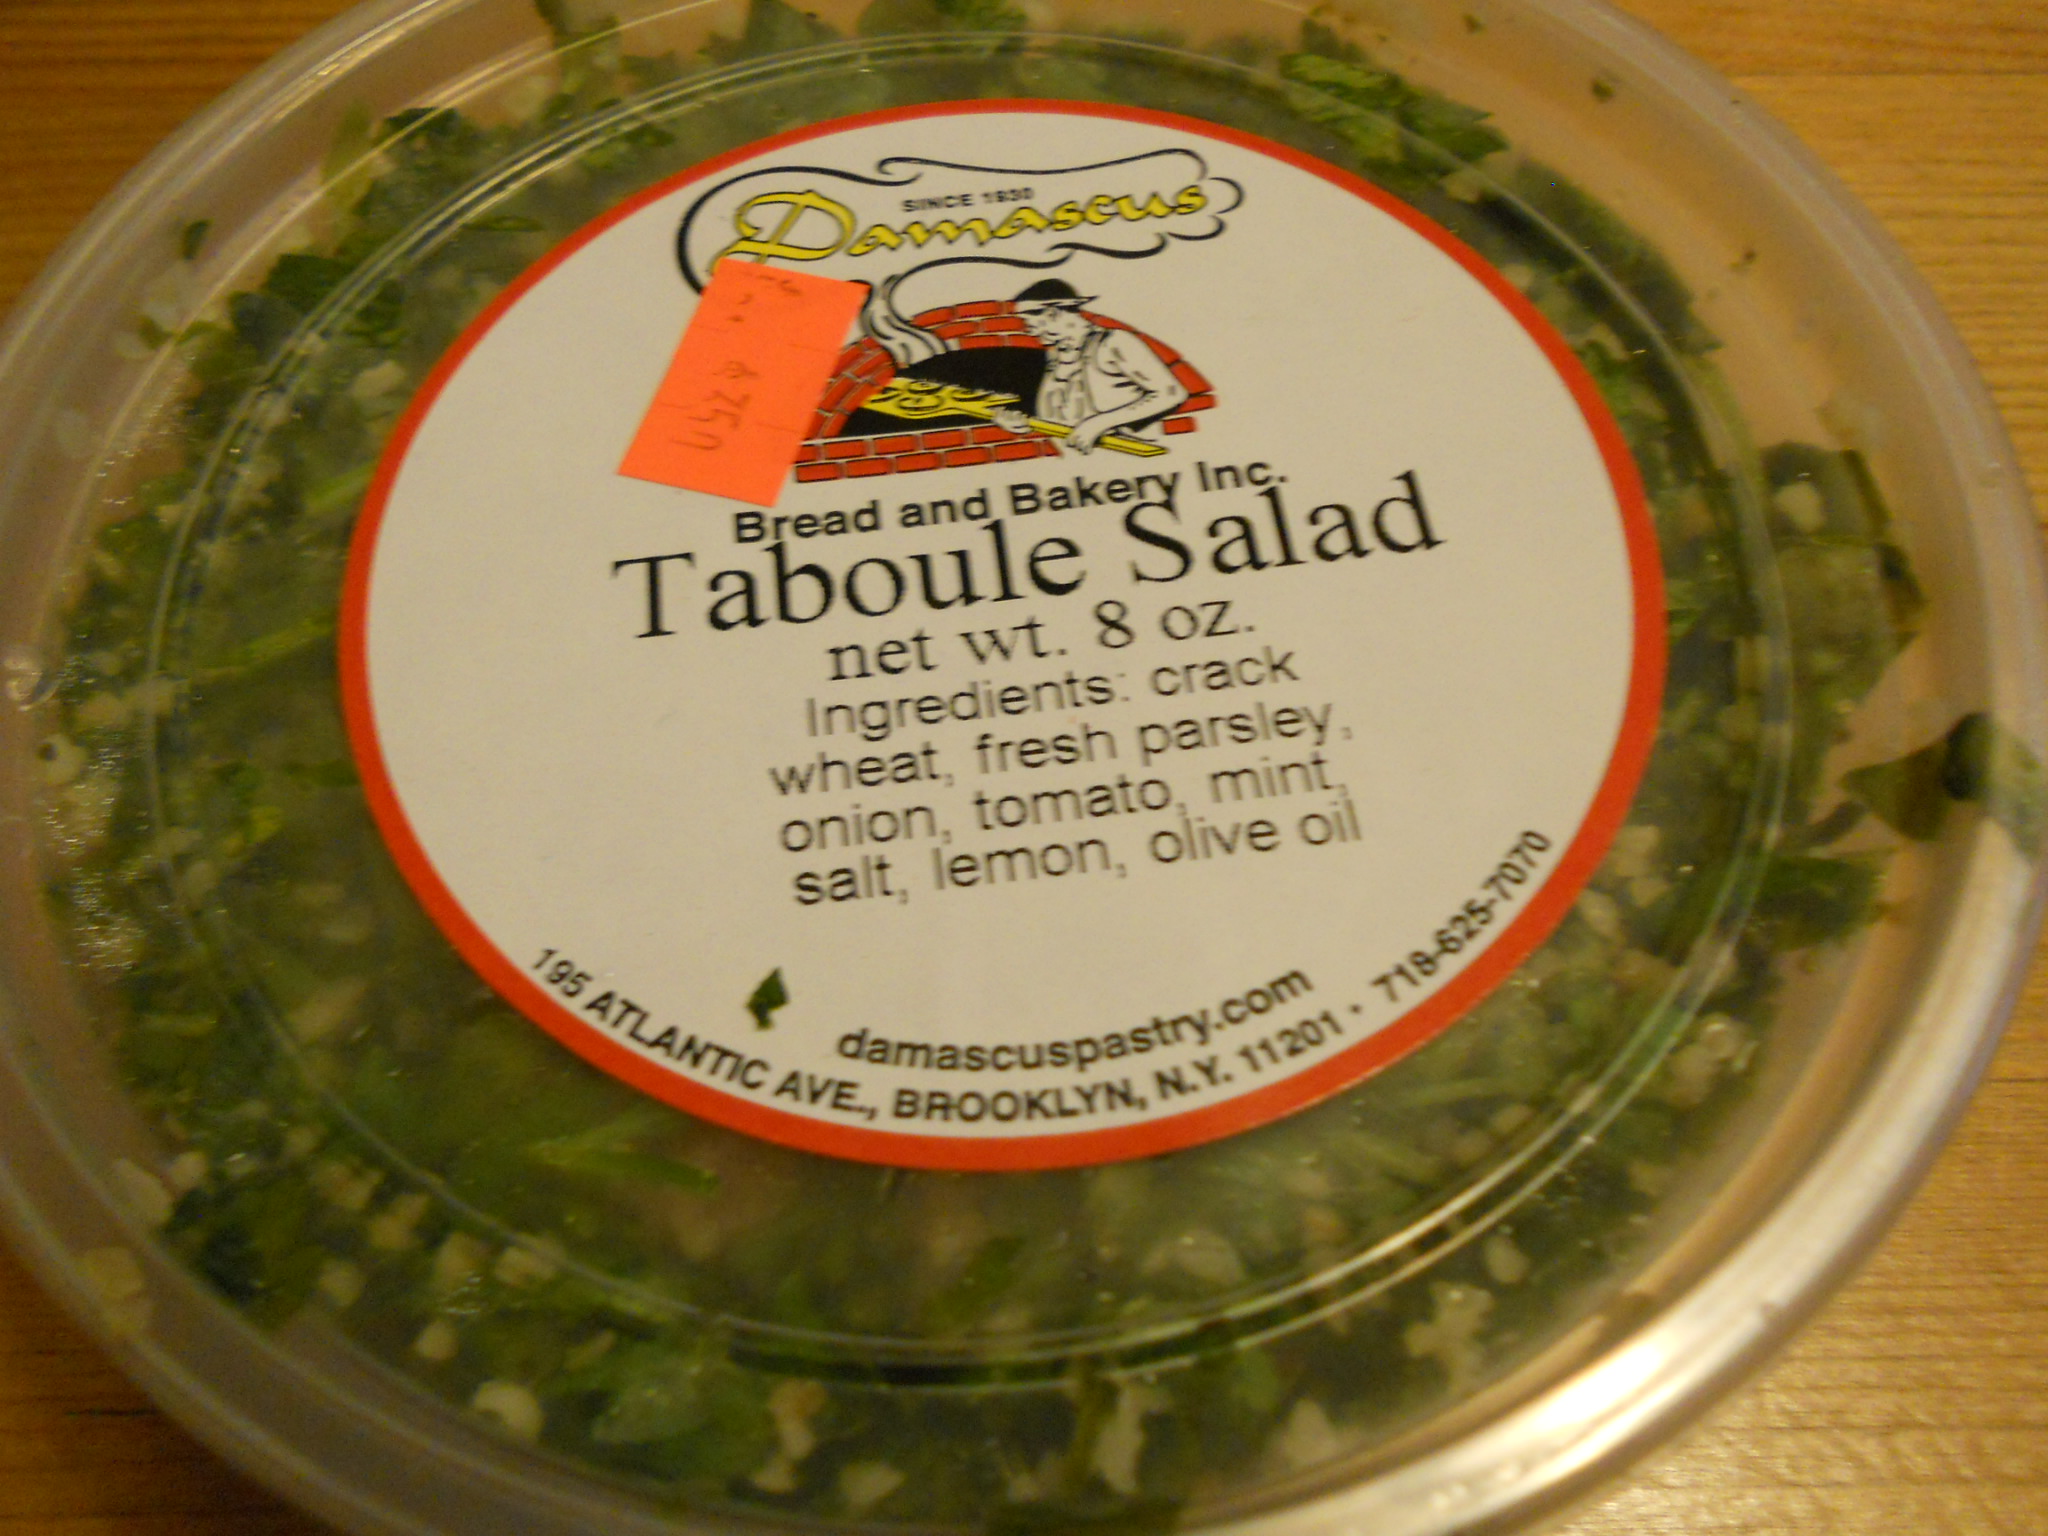 SINCE 1930
Damascus
Bread and Bakery Inc.
Taboule Salad
net wt. 8 oz.
Ingredients: crack
wheat, fresh parsley,
onion, tomato, mint,
salt, lemon, olive oil
damascuspastry.com
195 ATLANTIC AVE., BROOKLYN, N.Y. 11201 · 718-625-7070